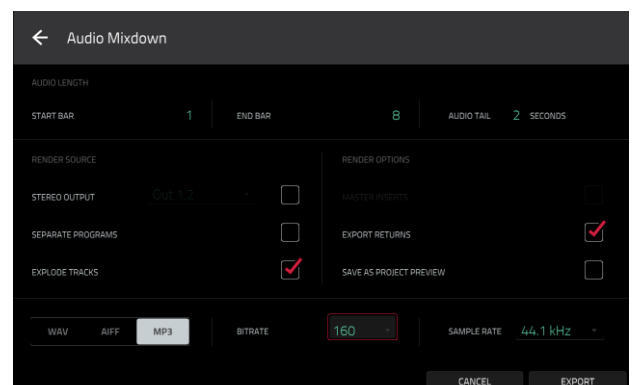 Audio Mixdown
AUDIO LENGTH
START BAR 1 END BAR 8 AUDIO TAIL 2 SECONDS
RENDER SOURCE RENDER OPTIONS
STEREO OUTPUT Out 1,2 MASTER INSERTS
SEPARATE PROGRAMS EXPORT RETURNS
EXPLODE TRACKS SAVE AS PROJECT PREVIEW
WAV AIFF MP3 BITRATE 160 SAMPLE RATE 44.1 kHz
CANCEL EXPORT